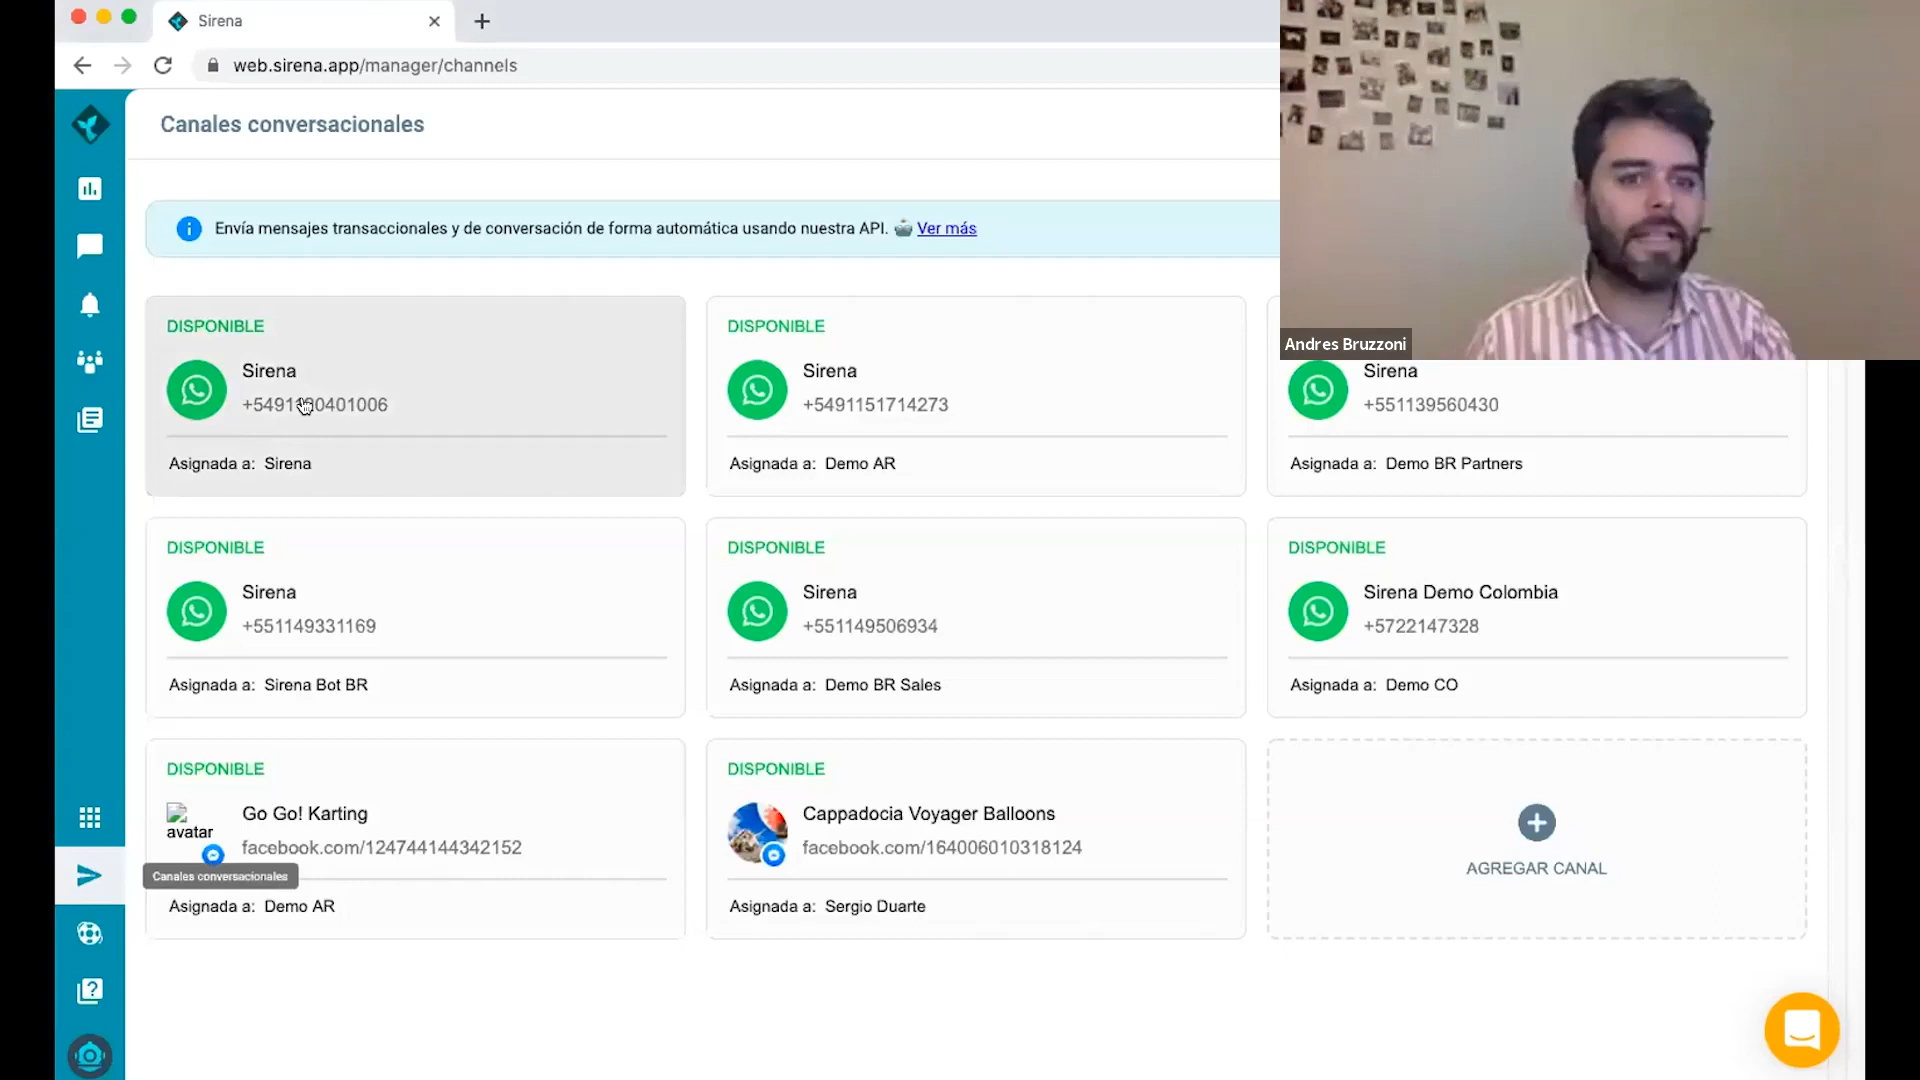 Sirena
web.sirena.app/manager/channels
Canales conversacionales
Envía mensajes transaccionales y de conversación de forma automática usando nuestra API. Ver más
Andres Bruzzoni
DISPONIBLE
Sirena
Asignada a: Sirena
DISPONIBLE
Sirena
+5491151714273
Asignada a: Demo AR
Sirena
+551139560430
Asignada a: Demo BR Partners
DISPONIBLE
Sirena
+551149331169
Asignada a: Sirena Bot BR
DISPONIBLE
Sirena
+551149506934
Asignada a: Demo BR Sales
DISPONIBLE
Sirena Demo Colombia
+5722147328
Asignada a: Demo CO
DISPONIBLE
avatar
Go Go! Karting
facebook.com/124744144342152
Canales conversacionales
Asignada a: Demo AR
DISPONIBLE
Cappadocia Voyager Balloons
facebook.com/164006010318124
Asignada a: Sergio Duarte
AGREGAR CANAL